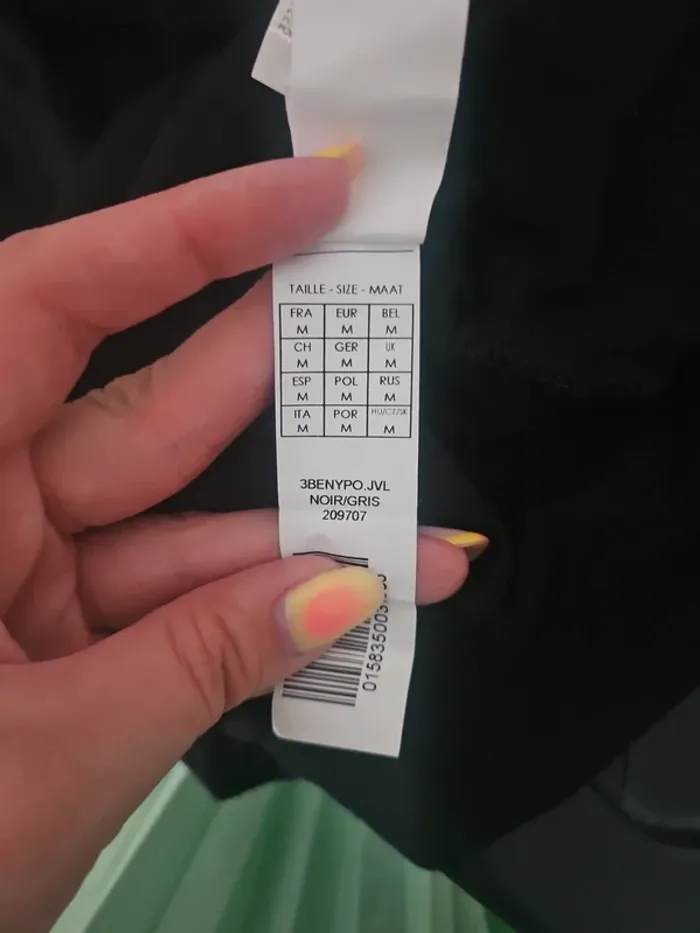 TAILLE - SIZE - MAAT
FRA EUR BEL
M M M
CH GER UK
M M M
ESP POL RUS
M M M
ITA POR HU/CZ/SK
M M M
3BENYPO.JVL
NOIR/GRIS
209707